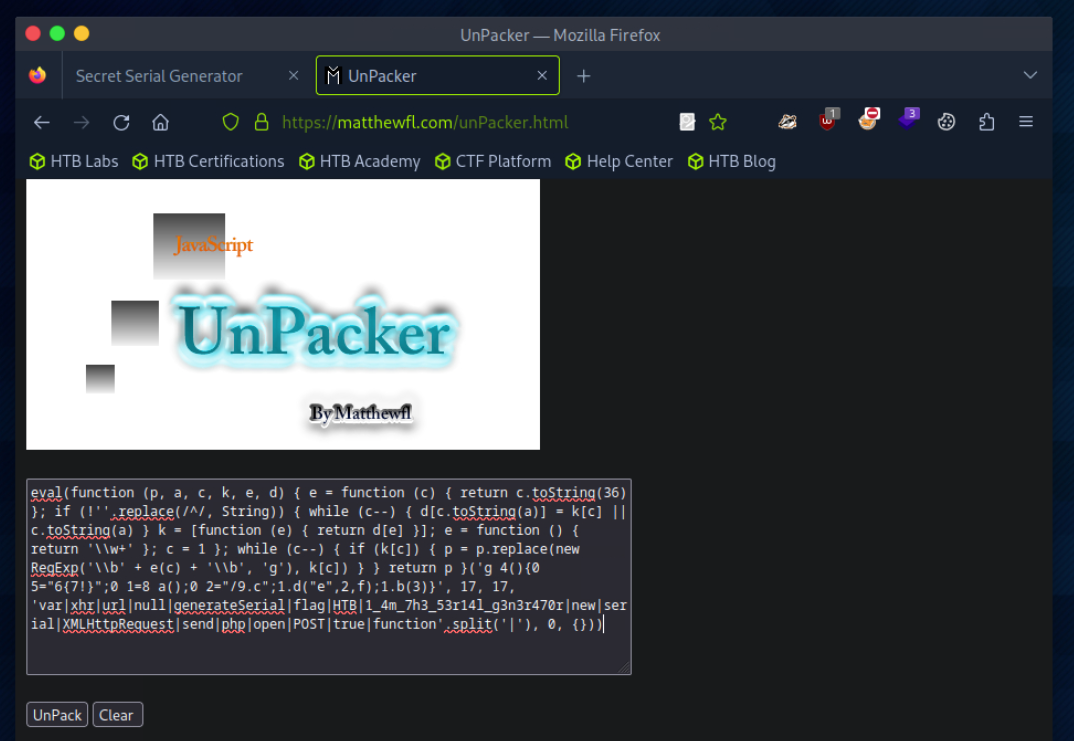 UnPacker — Mozilla Firefox
Secret Serial Generator
UnPacker
https://matthewfl.com/unPacker.html
1
3
HTB Labs HTB Certifications HTB Academy CTF Platform Help Center HTB Blog
JavaScript
UnPacker
By Matthewfl
eval(function (p, a, c, k, e, d) { e = function (c) { return c.toString(36)
}; if (!''.replace(/^/, String)) { while (c--) { d[c.toString(a)] = k[c] ||
c.toString(a) } k = [function (e) { return d[e] }]; e = function () {
return '\\w+' }; c = 1 }; while (c--) { if (k[c]) { p = p.replace(new
RegExp('\\b' + e(c) + '\\b', 'g'), k[c]) } } return p }('g 4(){0
5="6{7!}";0 1=8 a();0 2="/9.c";1.d("e",2,f);1.b(3)}', 17, 17,
'var|xhr|url|null|generateSerial|flag|HTB|1_4m_7h3_53r14l_g3n3r470r|new|ser
ial|XMLHttpRequest|send|php|open|POST|true|function'.split('|'), 0, {}))
UnPack Clear